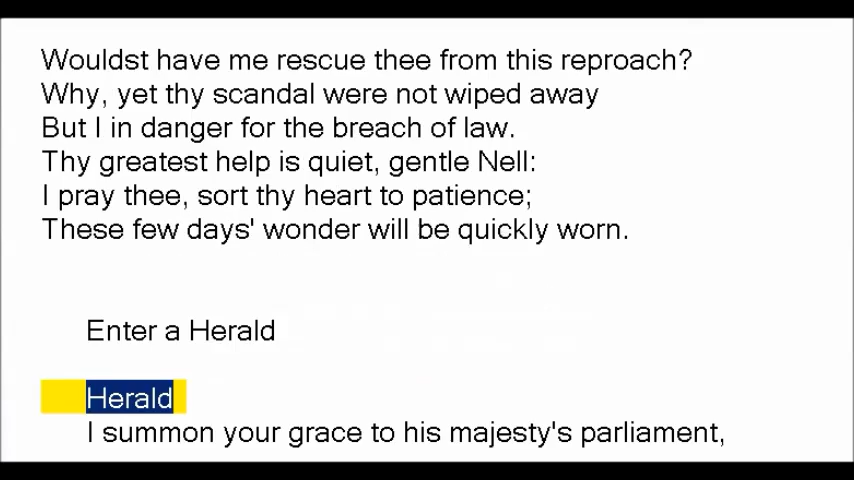 Wouldst have me rescue thee from this reproach?
Why, yet thy scandal were not wiped away
But I in danger for the breach of law.
Thy greatest help is quiet, gentle Nell:
I pray thee, sort thy heart to patience;
These few days' wonder will be quickly worn.
Enter a Herald
Herald
I summon your grace to his majesty's parliament,